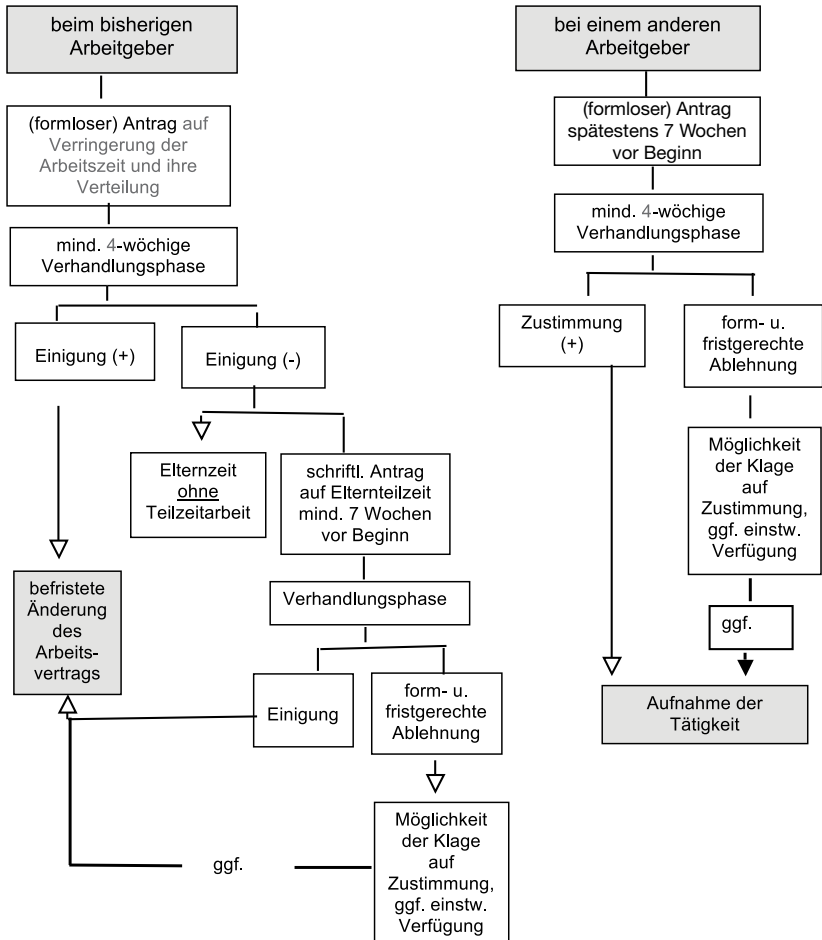 beim bisherigen
Arbeitgeber
(formloser) Antrag auf
Verringerung der
Arbeitszeit und ihre
Verteilung
mind. 4-wöchige
Verhandlungsphase
Einigung (+)
Einigung (-)
Elternzeit
ohne
Teilzeitarbeit
schriftl. Antrag
auf Elternteilzeit
mind. 7 Wochen
vor Beginn
befristete
Änderung
des
Arbeits-
vertrags
Verhandlungsphase
Einigung
form- u.
fristgerechte
Ablehnung
ggf.
Möglichkeit
der Klage
auf
Zustimmung,
ggf. einstw.
Verfügung
bei einem anderen
Arbeitgeber
(formloser) Antrag
spätestens 7 Wochen
vor Beginn
mind. 4-wöchige
Verhandlungsphase
Zustimmung
(+)
form- u.
fristgerechte
Ablehnung
Möglichkeit
der Klage
auf
Zustimmung,
ggf. einstw.
Verfügung
ggf.
Aufnahme der
Tätigkeit